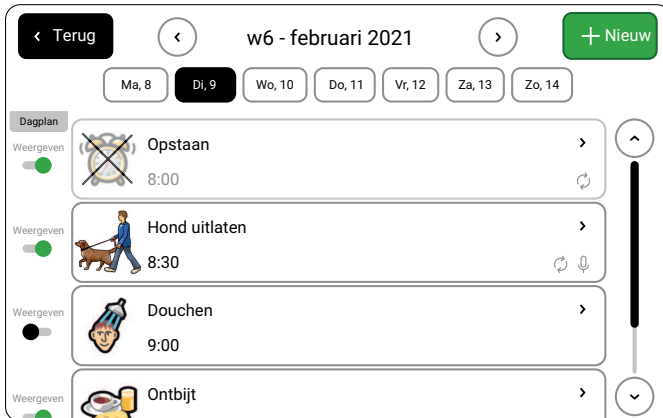 Terug
w6 - februari 2021
Nieuw
Ma, 8
Di, 9
Wo, 10
Do, 11
Vr, 12
Za, 13
Zo, 14
Dagplan
Weergeven
Opstaan
8:00
Weergeven
Hond uitlaten
8:30
Weergeven
Douchen
9:00
Weergeven
Ontbijt